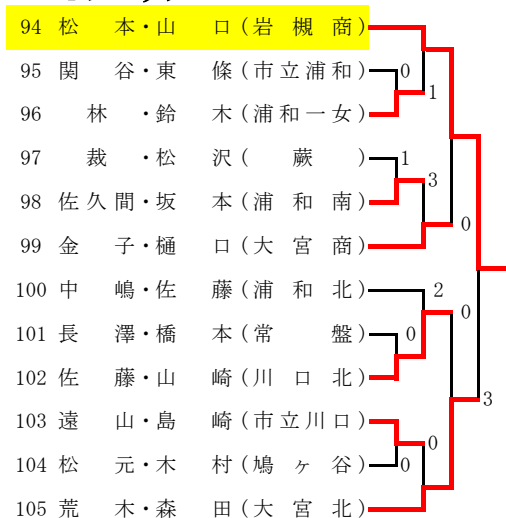 94 松本・山口(岩槻商)
95 関谷・東條(市立浦和) 0
1
96 林・鈴木(浦和一女)
97 裁・松沢(蕨) 1
3
98 佐久間・坂本(浦和南)
0
99 金子・樋口(大宮商)
100 中嶋・佐藤(浦和北) 2
0
101 長澤・橋本(常盤) 0
102 佐藤・山崎(川口北)
3
103 遠山・島崎(市立川口)
0
104 松元・木村(鳩ヶ谷) 0
105 荒木・森田(大宮北)